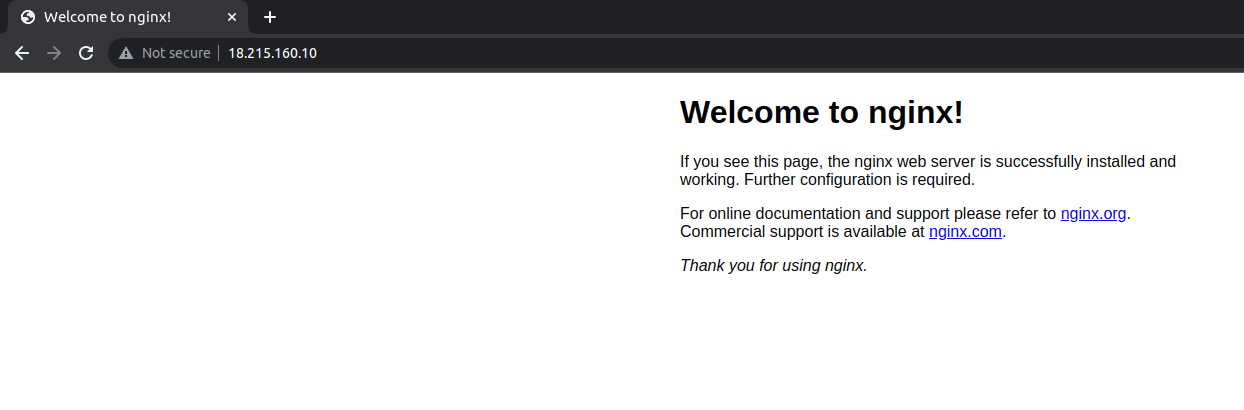 Welcome to nginx!
Not secure
18.215.160.10
Welcome to nginx!
If you see this page, the nginx web server is successfully installed and
working. Further configuration is required.
For online documentation and support please refer to nginx.org.
Commercial support is available at nginx.com.
Thank you for using nginx.